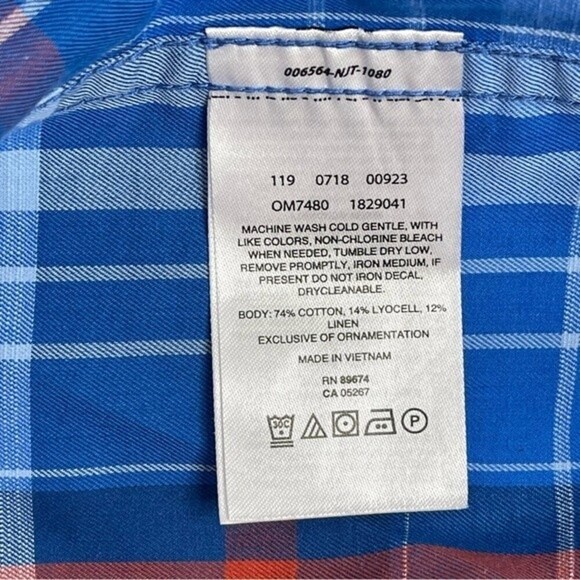 006564-NJT-1080
119 0718 00923
OM7480 1829041
MACHINE WASH COLD GENTLE, WITH
LIKE COLORS, NON-CHLORINE BLEACH
WHEN NEEDED, TUMBLE DRY LOW,
REMOVE PROMPTLY, IRON MEDIUM, IF
PRESENT DO NOT IRON DECAL,
DRYCLEANABLE.
BODY: 74% COTTON, 14% LYOCELL, 12%
LINEN
EXCLUSIVE OF ORNAMENTATION
MADE IN VIETNAM
RN 89674
CA 05267
30C P